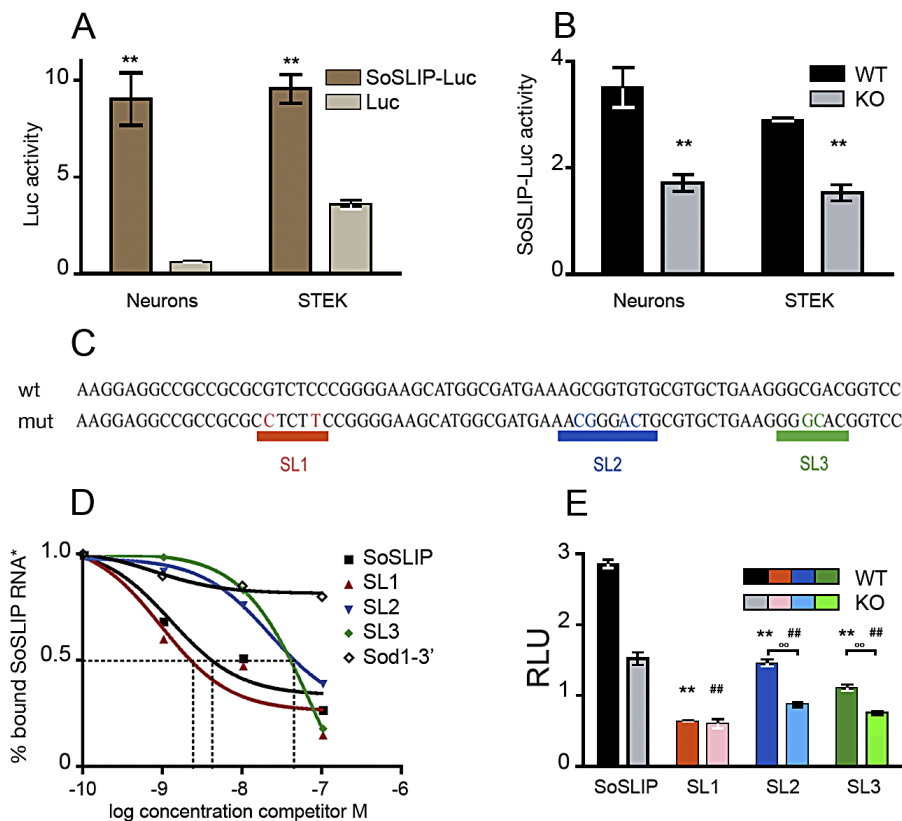 A
B
Luc activity
10
5
0
**
**
SoSLIP-Luc
Luc
Neurons
STEK
SoSLIP-Luc activity
4
2
0
**
**
WT
KO
Neurons
STEK
C
wt AAGGAGGCCGCCGCGCGTCTCCCGGGGAAGCATGGCGATGAAAGCGGTGTGCGTGCTGAAGGGCGACGGTCC
mut AAGGAGGCCGCCGCGCCTCTTCCGGGGAAGCATGGCGATGAAACGGGACTGCGTGCTGAAGGGGCACGGTCC
SL1 SL2 SL3
D
% bound SoSLIP RNA*
1.0
0.5
0
-10 -9 -8 -7 -6
log concentration competitor M
SoSLIP
SL1
SL2
SL3
Sod1-3'
E
RLU
3
2
1
0
WT
KO
** ##
** ## oo
** ## oo
SoSLIP SL1 SL2 SL3